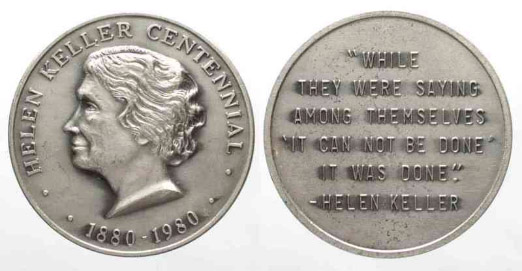 HELEN KELLER CENTENNIAL
· 1880-1980 ·
"WHILE
THEY WERE SAYING
AMONG THEMSELVES
'IT CAN NOT BE DONE'
IT WAS DONE."
-HELEN KELLER